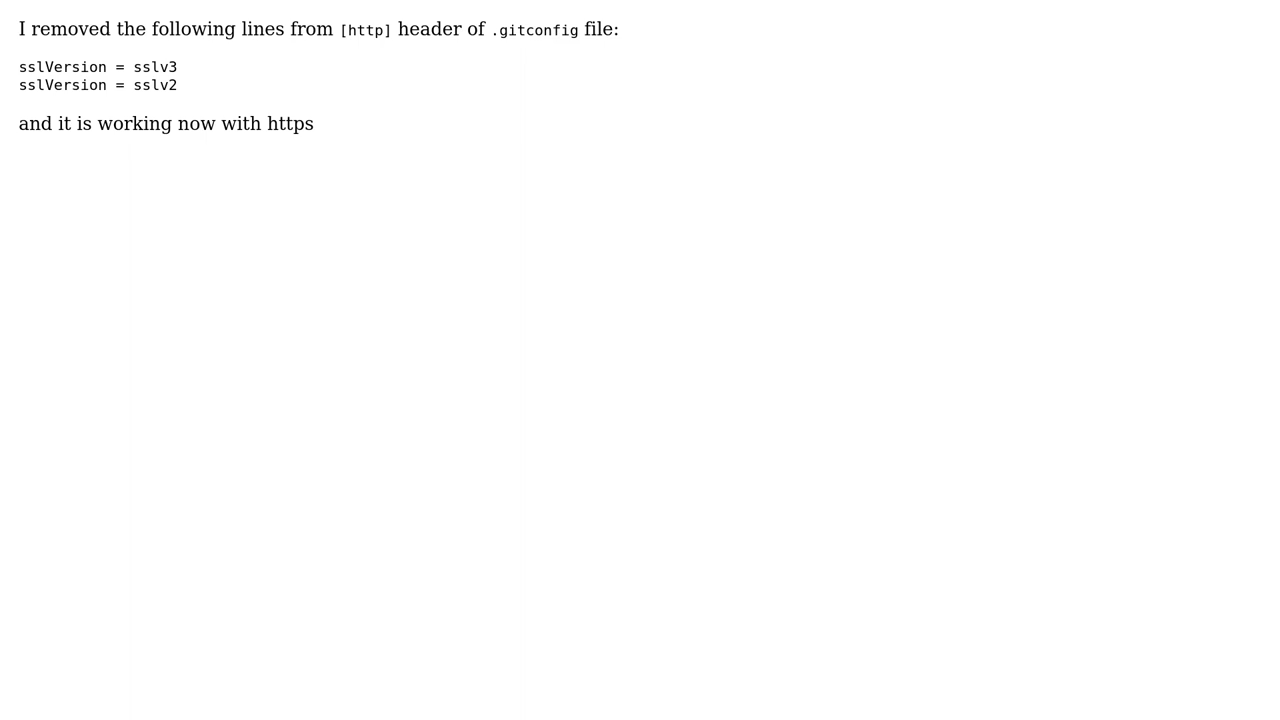 I removed the following lines from [http] header of .gitconfig file:
sslVersion = sslv3
sslVersion = sslv2
and it is working now with https